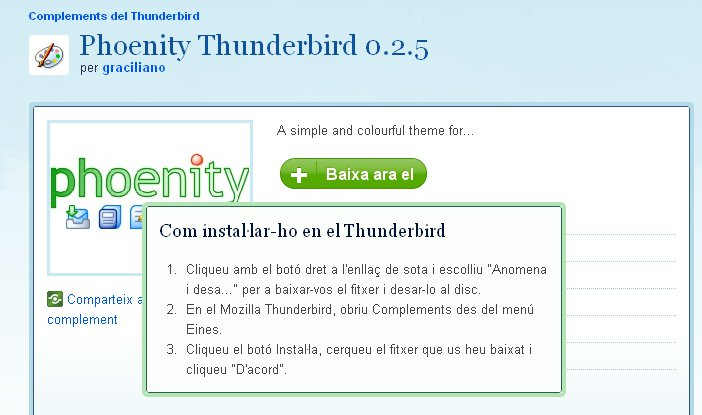 Complements del Thunderbird
Phoenity Thunderbird 0.2.5
per graciliano
A simple and colourful theme for...
phoenity
Baixa ara el
Com instal·lar-ho en el Thunderbird
1. Cliqueu amb el botó dret a l'enllaç de sota i escolliu "Anomena
i desa..." per a baixar-vos el fitxer i desar-lo al disc.
2. En el Mozilla Thunderbird, obriu Complements des del menú
Eines.
3. Cliqueu el botó Instal·la, cerqueu el fitxer que us heu baixat i
cliqueu "D'acord".
Comparteix a
complement